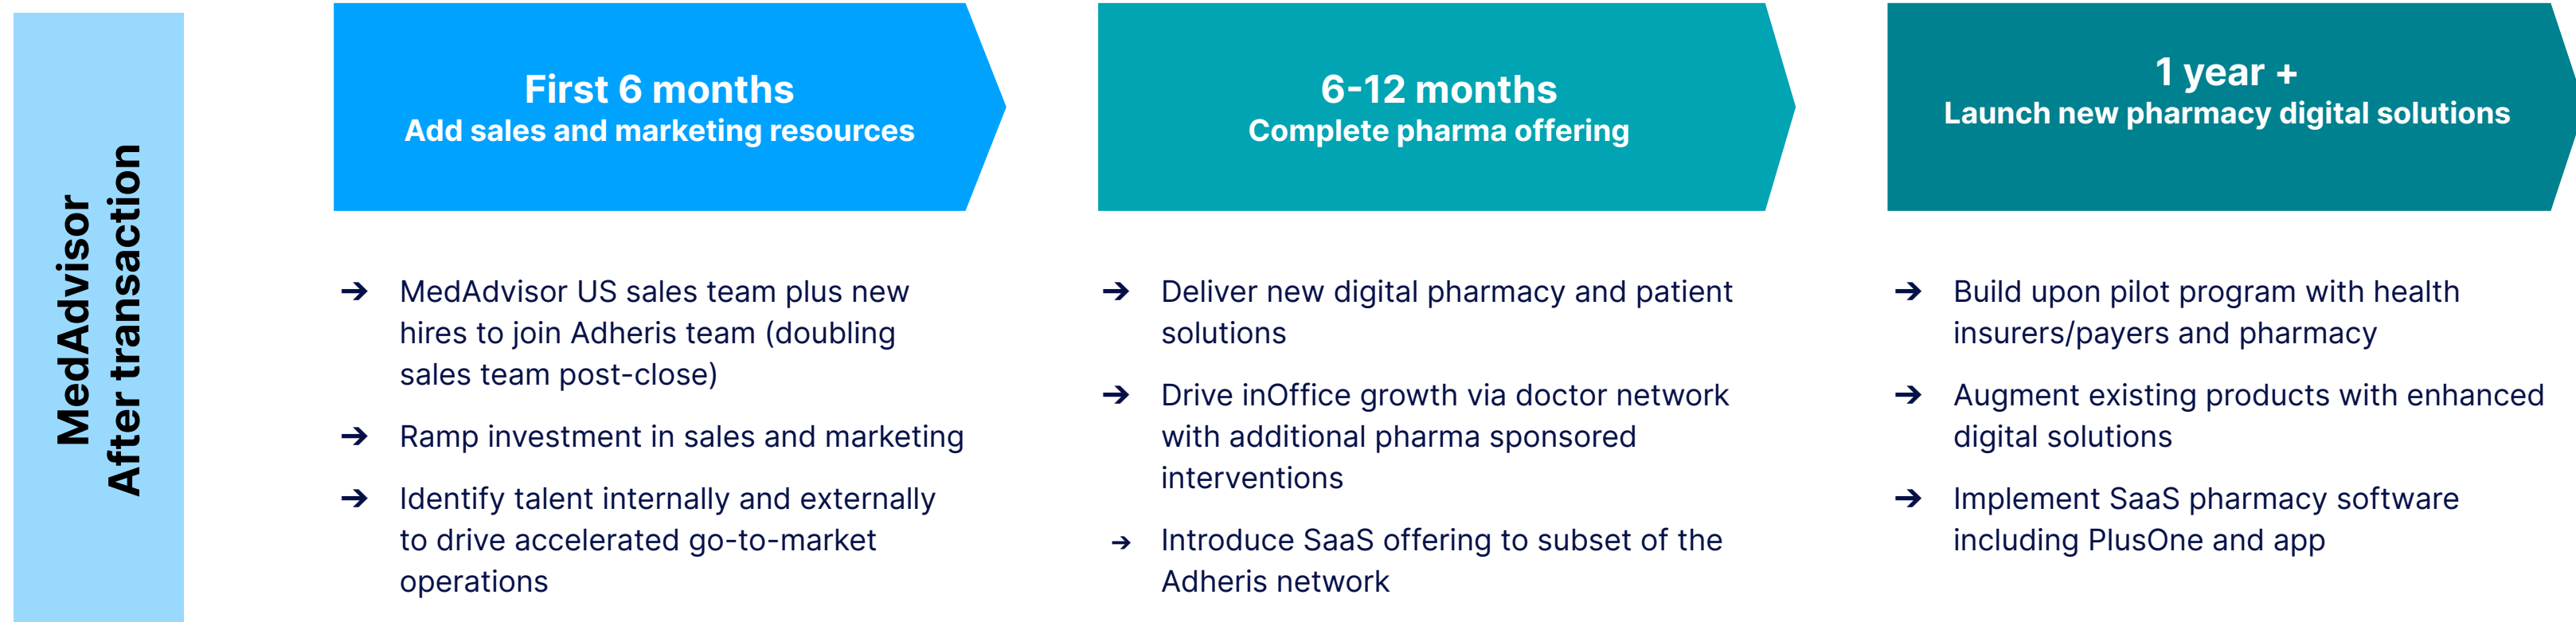 MedAdvisor
After transaction
First 6 months
Add sales and marketing resources
➔ MedAdvisor US sales team plus new
hires to join Adheris team (doubling
sales team post-close)
➔ Ramp investment in sales and marketing
➔ Identify talent internally and externally
to drive accelerated go-to-market
operations
6-12 months
Complete pharma offering
➔ Deliver new digital pharmacy and patient
solutions
➔ Drive inOffice growth via doctor network
with additional pharma sponsored
interventions
➔ Introduce SaaS offering to subset of the
Adheris network
1 year +
Launch new pharmacy digital solutions
➔ Build upon pilot program with health
insurers/payers and pharmacy
➔ Augment existing products with enhanced
digital solutions
➔ Implement SaaS pharmacy software
including PlusOne and app